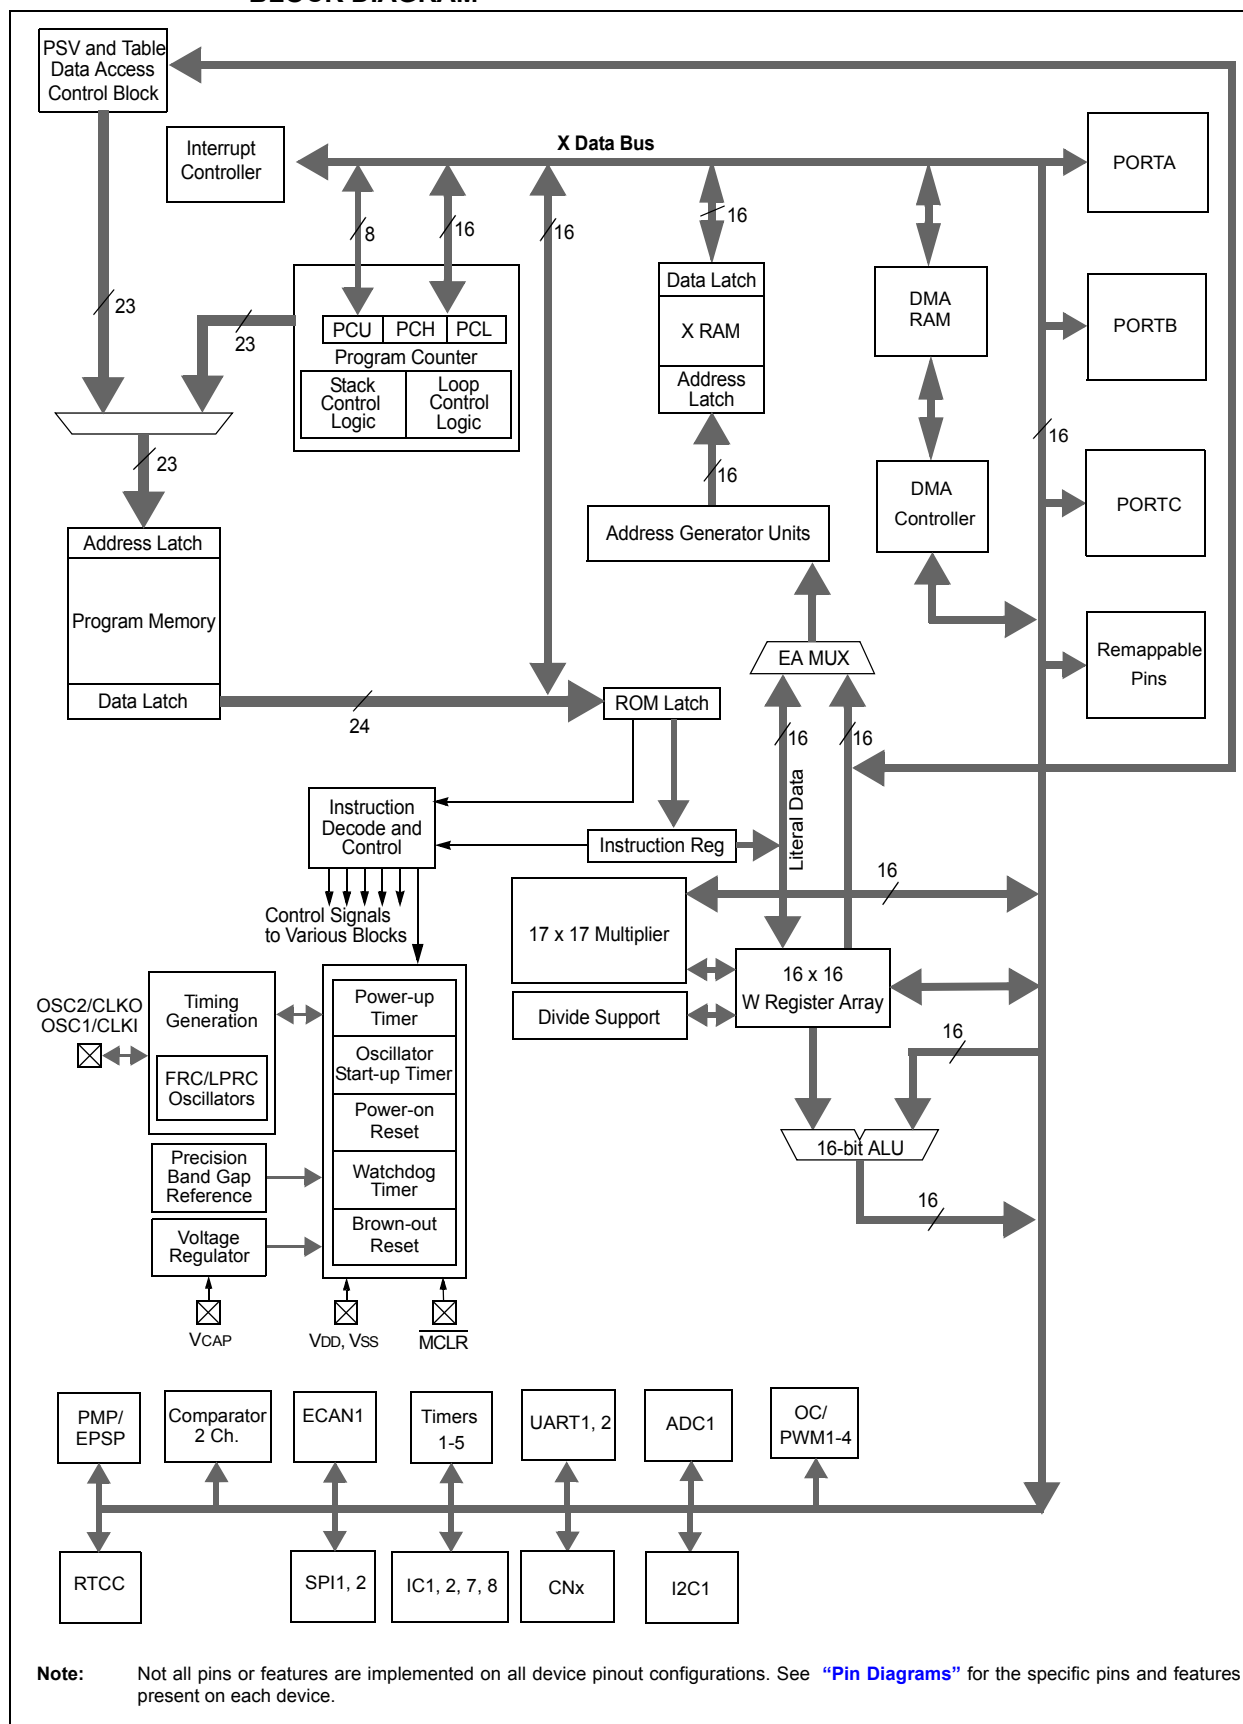 BLOCK DIAGRAM
PSV and Table
Data Access
Control Block
Interrupt
Controller
X Data Bus
PORTA
8
16
16
16
23
23
Data Latch
X RAM
Address
Latch
DMA
RAM
PORTB
PCU
PCH
PCL
Program Counter
Stack
Control
Logic
Loop
Control
Logic
16
23
16
DMA
Controller
PORTC
Address Latch
Program Memory
Data Latch
Address Generator Units
EA MUX
Remappable
Pins
24
ROM Latch
16
16
Literal Data
Instruction
Decode and
Control
Instruction Reg
16
Control Signals
to Various Blocks
17 x 17 Multiplier
16 x 16
W Register Array
Divide Support
OSC2/CLKO
OSC1/CLKI
Timing
Generation
FRC/LPRC
Oscillators
Power-up
Timer
Oscillator
Start-up Timer
Power-on
Reset
Watchdog
Timer
Brown-out
Reset
16
16-bit ALU
16
Precision
Band Gap
Reference
Voltage
Regulator
VCAP
VDD, VSS
MCLR
PMP/
EPSP
Comparator
2 Ch.
ECAN1
Timers
1-5
UART1, 2
ADC1
OC/
PWM1-4
RTCC
SPI1, 2
IC1, 2, 7, 8
CNx
I2C1
Note: Not all pins or features are implemented on all device pinout configurations. See “Pin Diagrams” for the specific pins and features
present on each device.